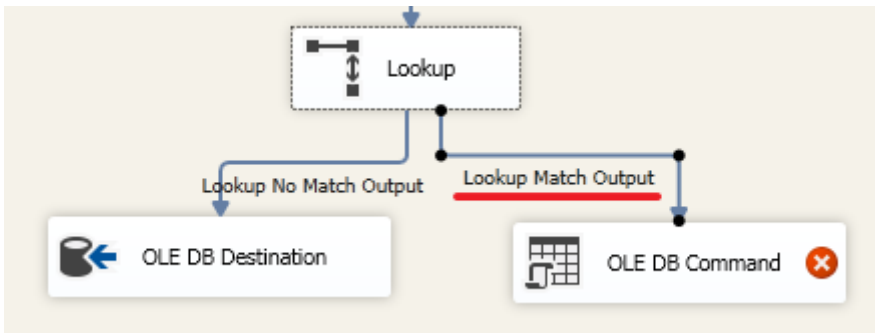 Lookup
Lookup No Match Output
Lookup Match Output
OLE DB Destination
OLE DB Command